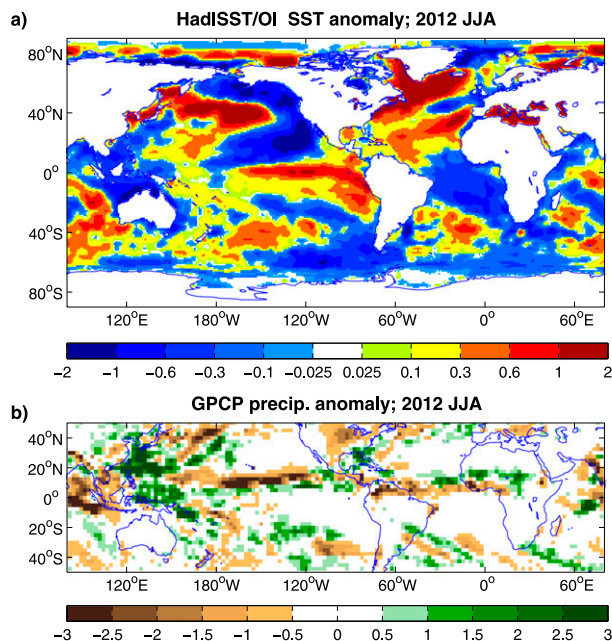 a)
HadISST/OI SST anomaly; 2012 JJA
80°N
40°N
0°
40°S
80°S
120°E 180°W 120°W 60°W 0° 60°E
-2 -1 -0.6 -0.3 -0.1 -0.025 0.025 0.1 0.3 0.6 1 2
b)
GPCP precip. anomaly; 2012 JJA
40°N
20°N
0°
20°S
40°S
120°E 180°W 120°W 60°W 0° 60°E
-3 -2.5 -2 -1.5 -1 -0.5 0 0.5 1 1.5 2 2.5 3